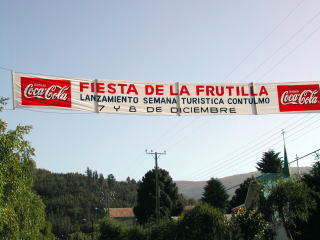 Coca-Cola
FIESTA DE LA FRUTILLA
LANZAMIENTO SEMANA TURISTICA CONTULMO
7 Y 8 DE DICIEMBRE
Coca-Cola